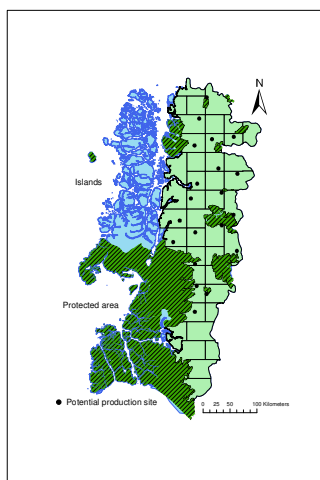 N
Islands
Protected area
Potential production site
0 25 50 100 Kilometers